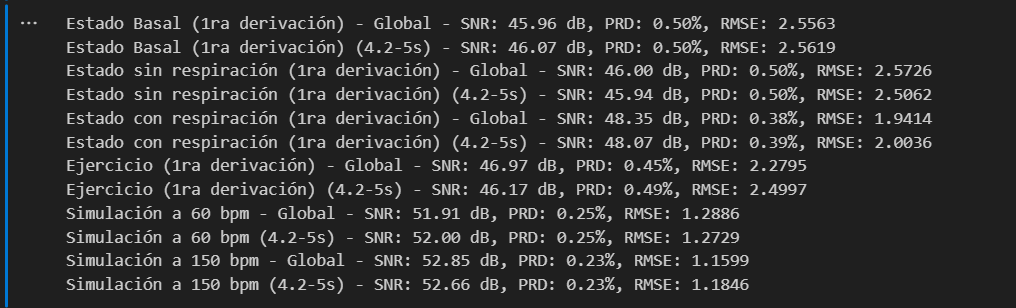 ... Estado Basal (1ra derivación) - Global - SNR: 45.96 dB, PRD: 0.50%, RMSE: 2.5563
Estado Basal (1ra derivación) (4.2-5s) - SNR: 46.07 dB, PRD: 0.50%, RMSE: 2.5619
Estado sin respiración (1ra derivación) - Global - SNR: 46.00 dB, PRD: 0.50%, RMSE: 2.5726
Estado sin respiración (1ra derivación) (4.2-5s) - SNR: 45.94 dB, PRD: 0.50%, RMSE: 2.5062
Estado con respiración (1ra derivación) - Global - SNR: 48.35 dB, PRD: 0.38%, RMSE: 1.9414
Estado con respiración (1ra derivación) (4.2-5s) - SNR: 48.07 dB, PRD: 0.39%, RMSE: 2.0036
Ejercicio (1ra derivación) - Global - SNR: 46.97 dB, PRD: 0.45%, RMSE: 2.2795
Ejercicio (1ra derivación) (4.2-5s) - SNR: 46.17 dB, PRD: 0.49%, RMSE: 2.4997
Simulación a 60 bpm - Global - SNR: 51.91 dB, PRD: 0.25%, RMSE: 1.2886
Simulación a 60 bpm (4.2-5s) - SNR: 52.00 dB, PRD: 0.25%, RMSE: 1.2729
Simulación a 150 bpm - Global - SNR: 52.85 dB, PRD: 0.23%, RMSE: 1.1599
Simulación a 150 bpm (4.2-5s) - SNR: 52.66 dB, PRD: 0.23%, RMSE: 1.1846